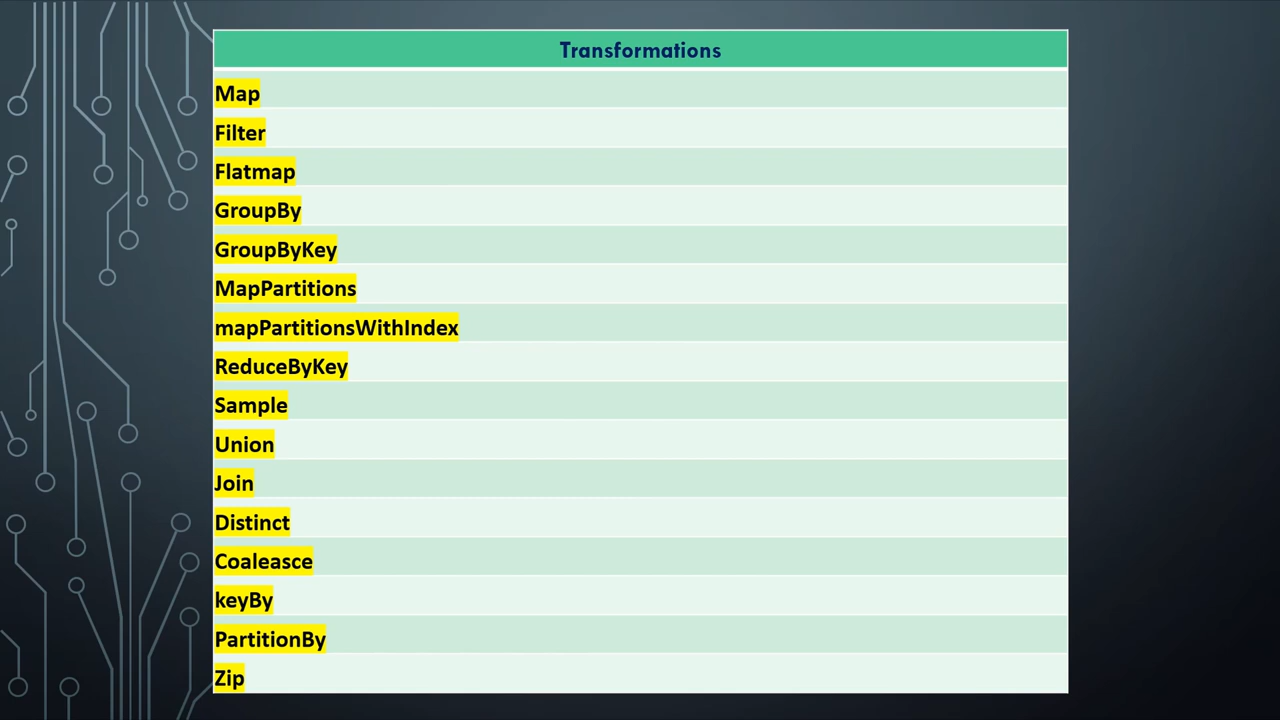 Transformations
Map
Filter
Flatmap
GroupBy
GroupByKey
MapPartitions
mapPartitionsWithIndex
ReduceByKey
Sample
Union
Join
Distinct
Coaleasce
keyBy
PartitionBy
Zip